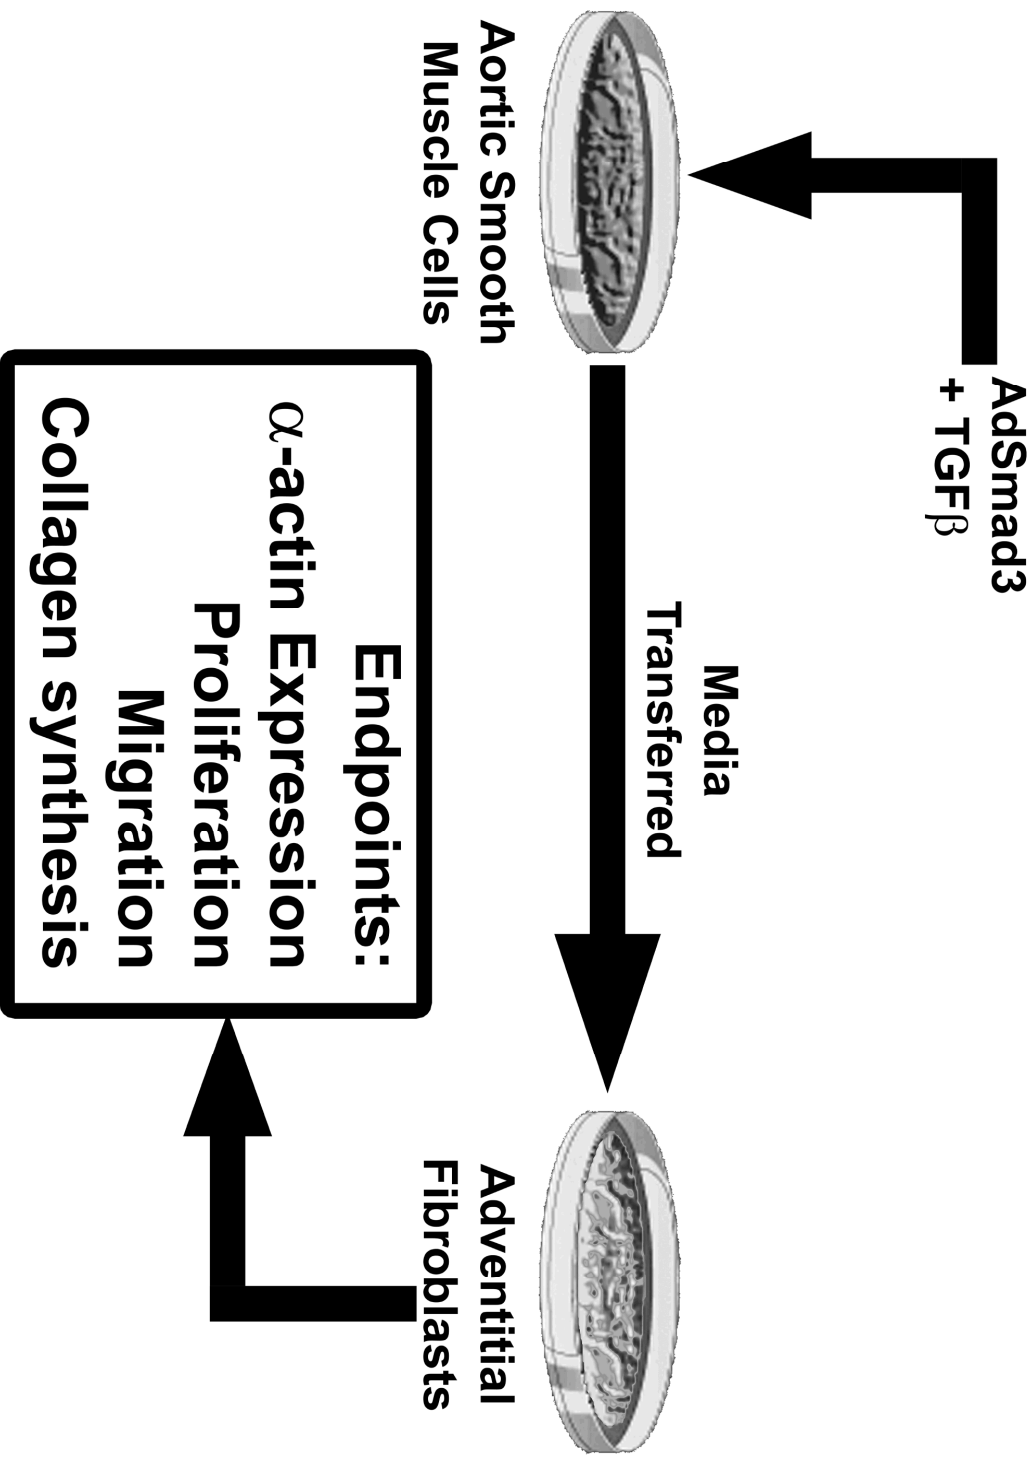 AdSmad3
+ TGFβ
Aortic Smooth
Muscle Cells
Media
Transferred
Adventitial
Fibroblasts
Endpoints:
α-actin Expression
Proliferation
Migration
Collagen synthesis